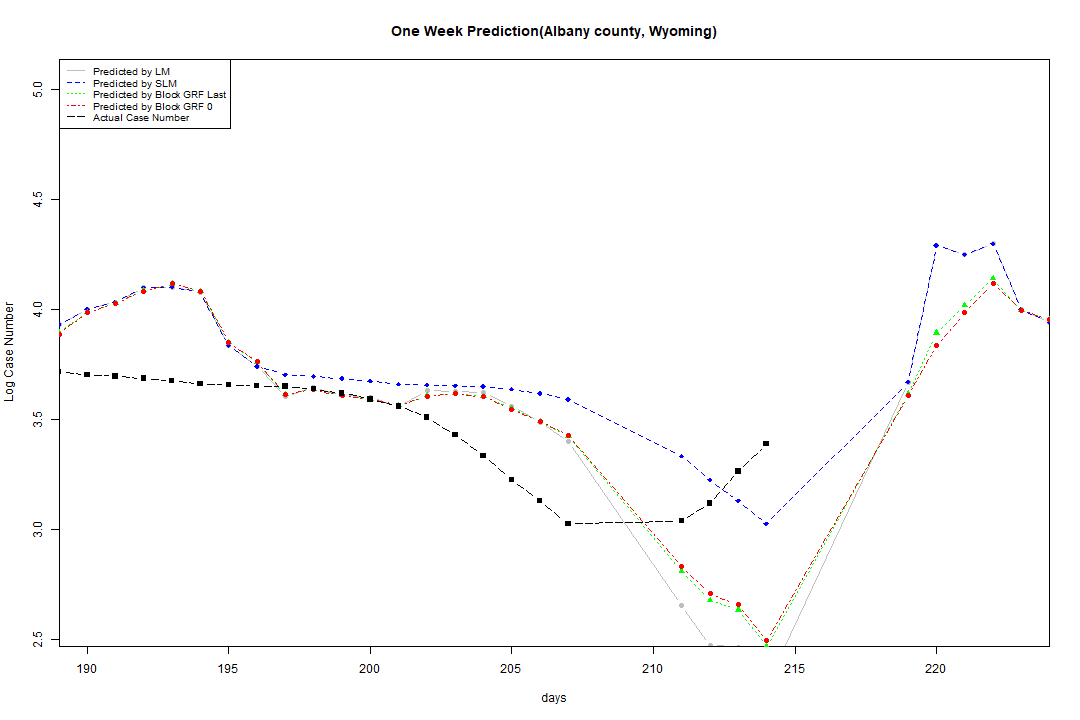 One Week Prediction(Albany county, Wyoming)
Predicted by LM
Predicted by SLM
Predicted by Block GRF Last
Predicted by Block GRF 0
Actual Case Number
5.0
4.5
4.0
3.5
3.0
2.5
Log Case Number
190 195 200 205 210 215 220
days